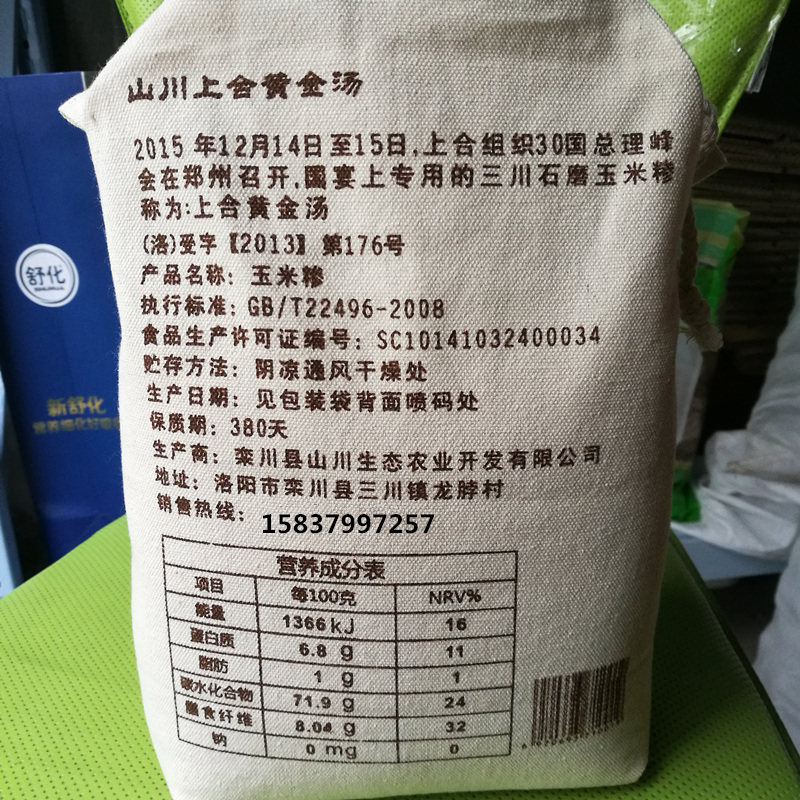 山川上合黄金汤
2015年12月14日至15日,上合组织30国总理峰
会在郑州召开,国宴上专用的三川石磨玉米糁
称为:上合黄金汤
(洛)受字【2013】第176号
产品名称:玉米糁
执行标准:GB/T22496-2008
食品生产许可证编号:SC10141032400034
贮存方法:阴凉通风干燥处
生产日期:见包装袋背面喷码处
保质期:380天
生产商:栾川县山川生态农业开发有限公司
地址:洛阳市栾川县三川镇龙脖村
销售热线:15837997257
营养成分表
项目 每100克 NRV%
能量 1366kJ 16
蛋白质 6.8g 11
脂肪 1g 1
碳水化合物 71.9g 24
膳食纤维 8.04g 32
钠 0mg 0
舒化
新舒化